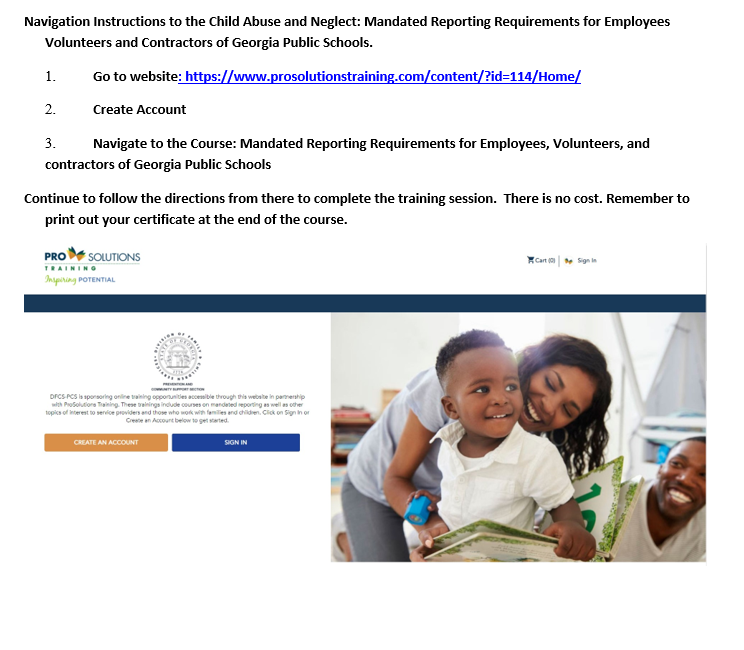 Navigation Instructions to the Child Abuse and Neglect: Mandated Reporting Requirements for Employees
Volunteers and Contractors of Georgia Public Schools.
1. Go to website: https://www.prosolutionstraining.com/content/?id=114/Home/
2. Create Account
3. Navigate to the Course: Mandated Reporting Requirements for Employees, Volunteers, and
contractors of Georgia Public Schools
Continue to follow the directions from there to complete the training session. There is no cost. Remember to
print out your certificate at the end of the course.
PRO SOLUTIONS
TRAINING
Inspiring POTENTIAL
Cart (0) Sign In
PREVENTION AND
COMMUNITY SUPPORT SECTION
DFCS-PCS is sponsoring online training opportunities accessible through this website in partnership
with ProSolutions Training. These trainings include courses on mandated reporting as well as other
topics of interest to service providers and those who work with families and children. Click on Sign In or
Create an Account below to get started.
CREATE AN ACCOUNT SIGN IN